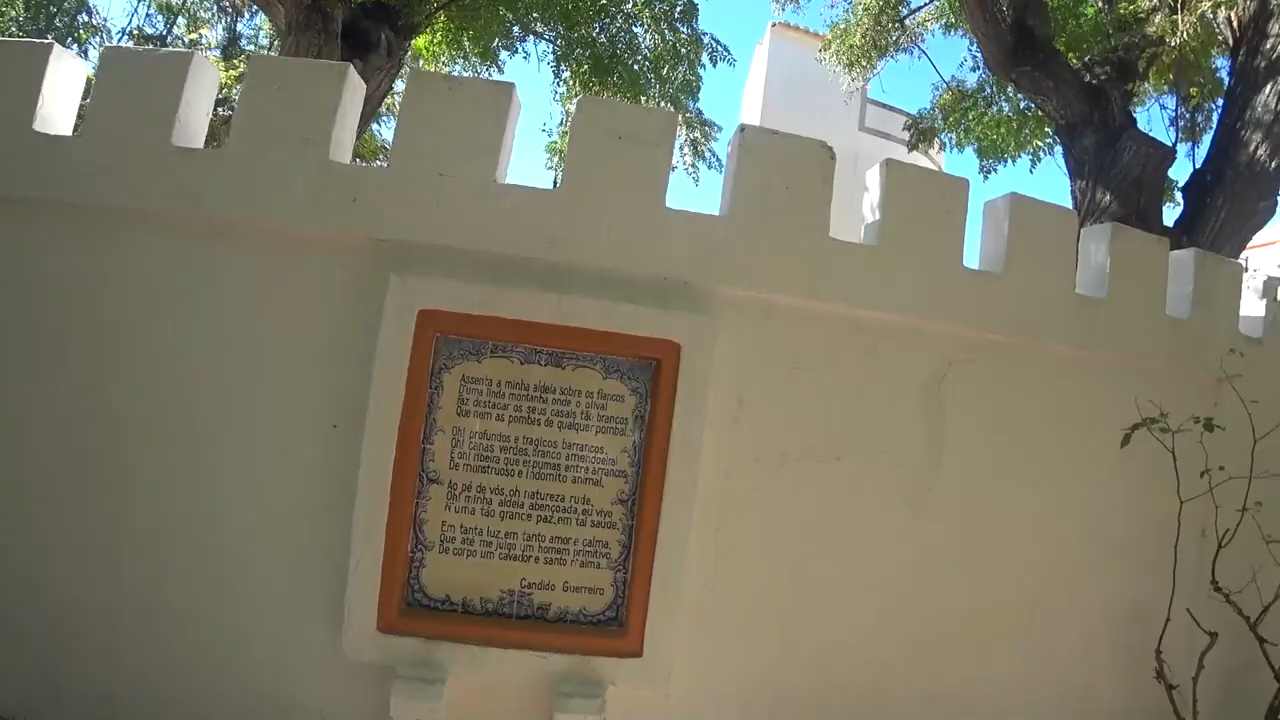 Assenta a minha aldeia sobre os flancos
D'uma linda montanha, onde o olival
Faz destacar os seus casais tão brancos
Que nem as pombas de qualquer pombal...
Oh! profundos e tragicos barrancos,
Oh! canas verdes, branco amendoeiral
E oh! ribeira que espumas entre arrancos
De monstruoso e indomito animal,
Ao pé de vós, oh natureza rude,
Oh! minha aldeia abençoada, eu vivo
N'uma tão grande paz, em tal saude,
Em tanta luz, em tanto amor e calma,
Que até me julgo um homem primitivo,
De corpo um cavador e santo n'alma...
Candido Guerreiro